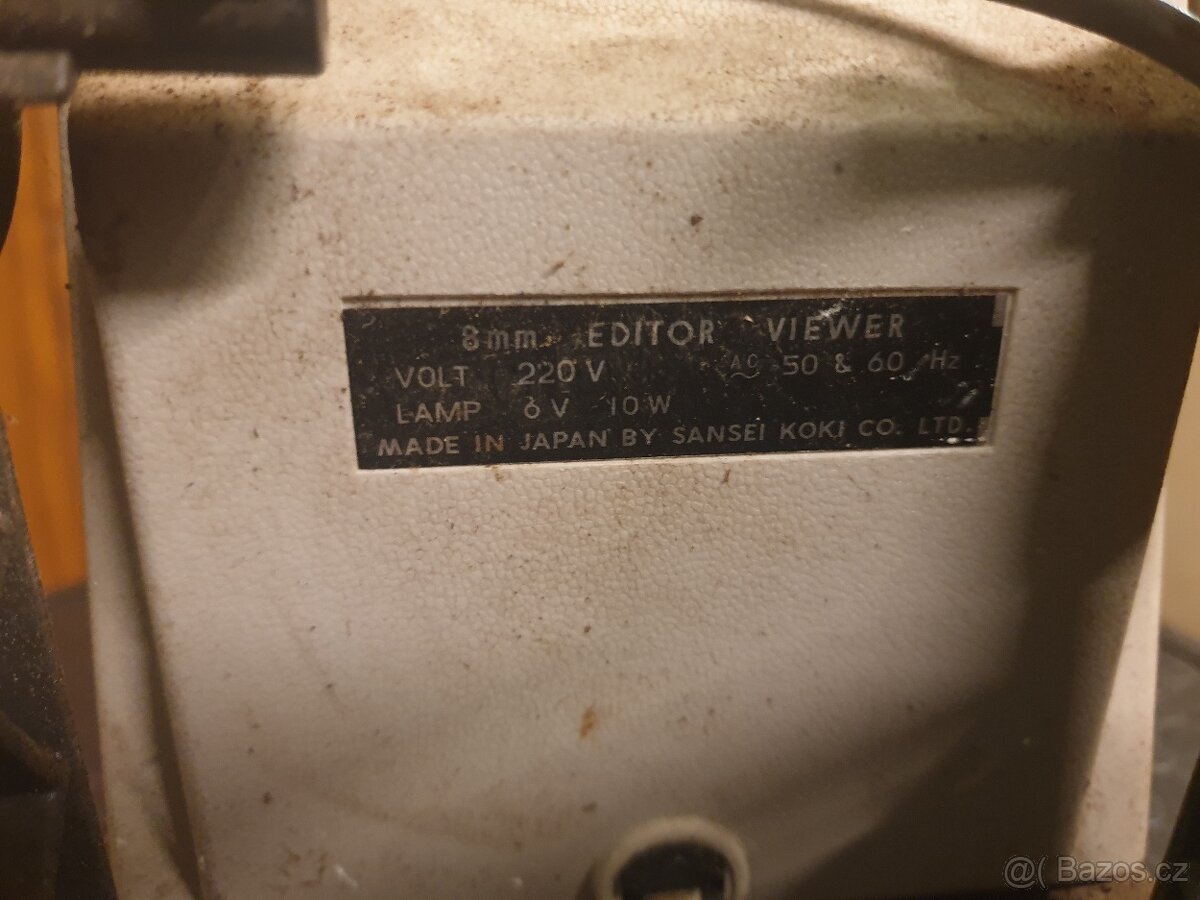 8mm EDITOR VIEWER
VOLT 220V AC 50 & 60 Hz
LAMP 6V 10W
MADE IN JAPAN BY SANSEI KOKI CO. LTD.
@( Bazos.cz